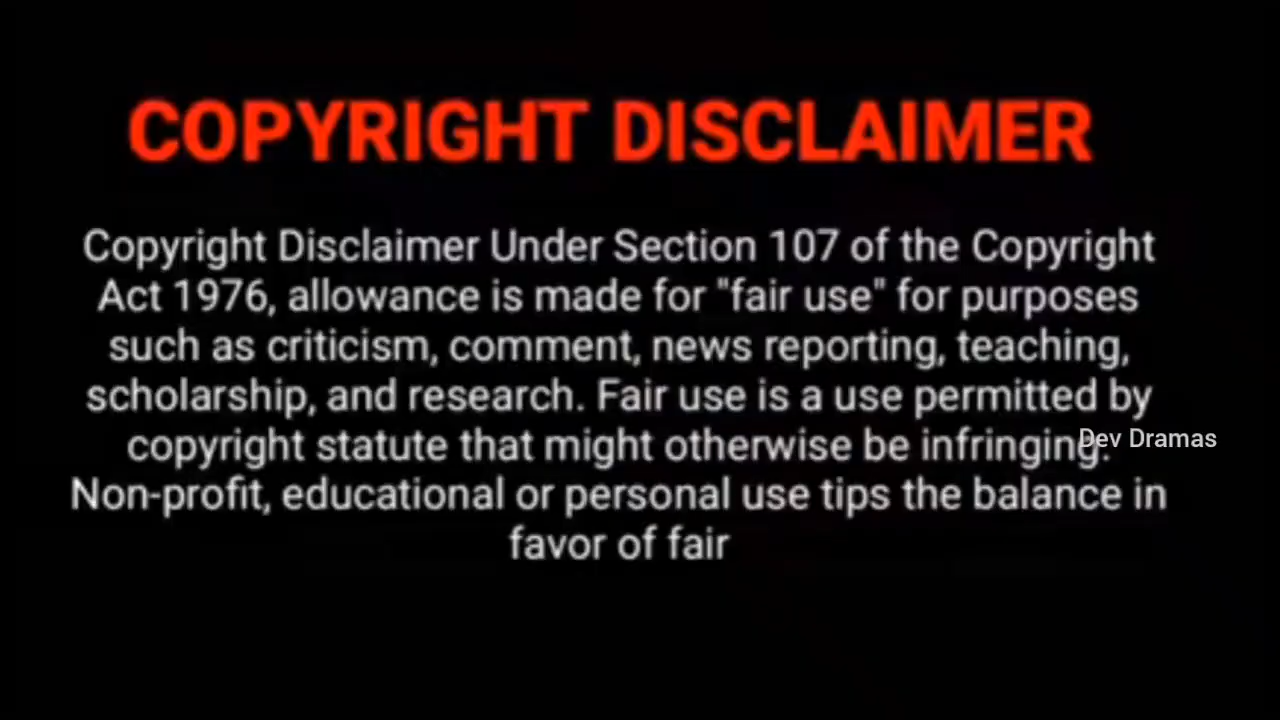 COPYRIGHT DISCLAIMER
Copyright Disclaimer Under Section 107 of the Copyright
Act 1976, allowance is made for "fair use" for purposes
such as criticism, comment, news reporting, teaching,
scholarship, and research. Fair use is a use permitted by
copyright statute that might otherwise be infringing.
Dev Dramas
Non-profit, educational or personal use tips the balance in
favor of fair